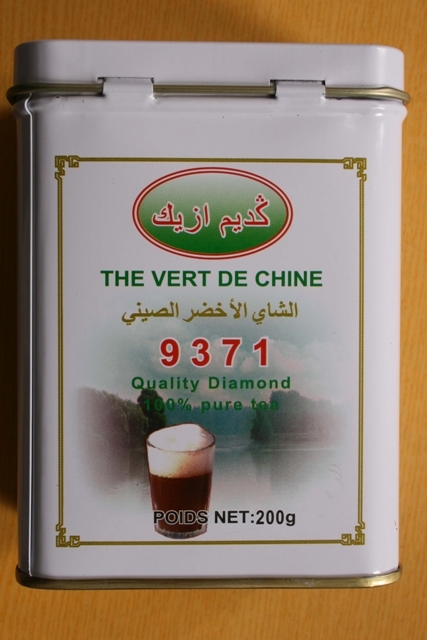 ڭديم ازيك
THE VERT DE CHINE
الشاي الأخضر الصيني
9371
Quality Diamond
100% pure tea
POIDS NET:200g